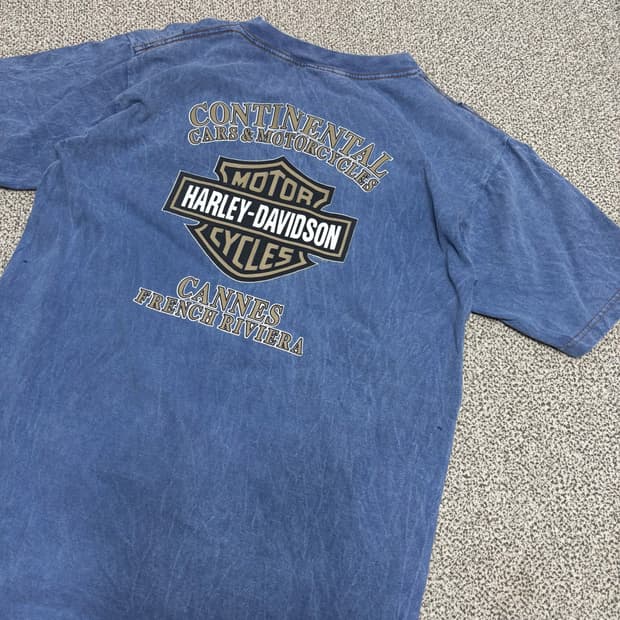 CONTINENTAL
CARS & MOTORCYCLES
MOTOR
HARLEY-DAVIDSON
CYCLES
CANNES
FRENCH RIVIERA